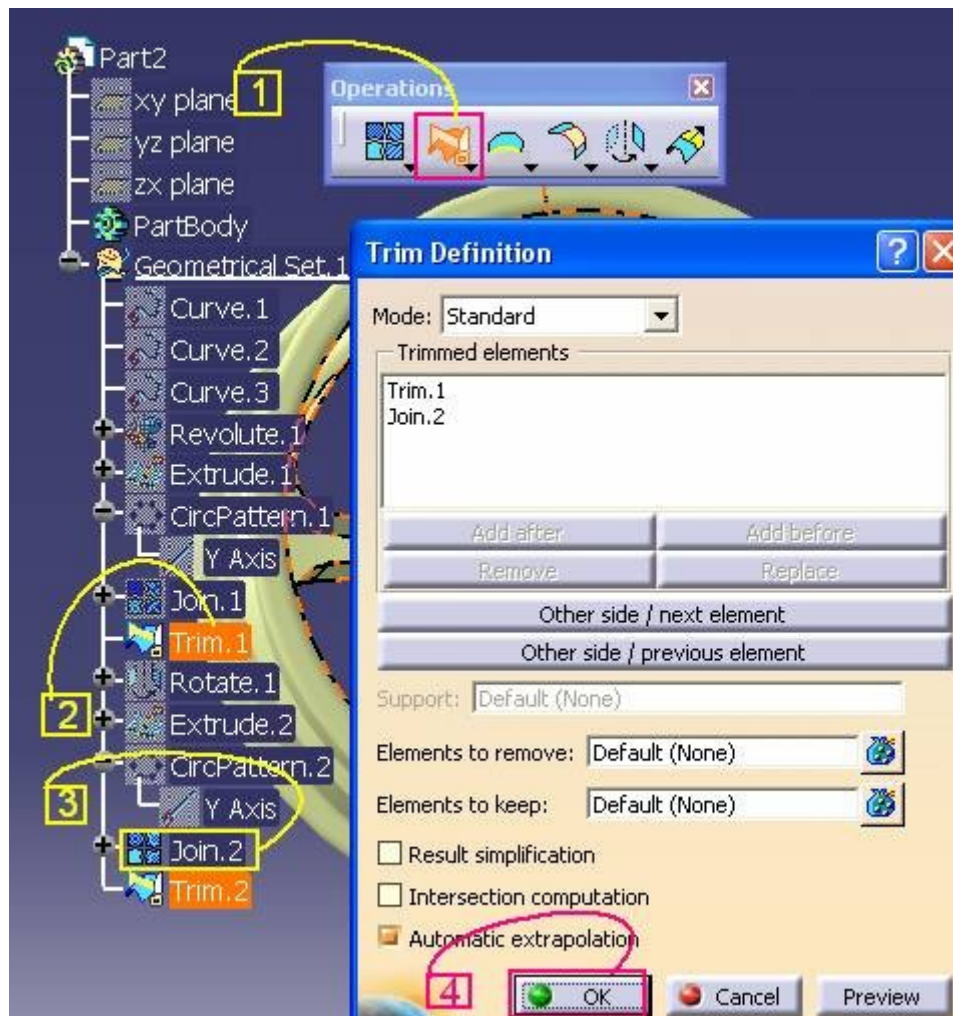 Part2
1
xy plane
yz plane
zx plane
PartBody
Geometrical Set.1
Curve.1
Curve.2
Curve.3
Revolute.1
Extrude.1
CircPattern.1
Y Axis
Join.1
Trim.1
2
Rotate.1
Extrude.2
CircPattern.2
3
Y Axis
Join.2
Trim.2
Operations
Trim Definition
Mode: Standard
Trimmed elements
Trim.1
Join.2
Add after Add before
Remove Replace
Other side / next element
Other side / previous element
Support: Default (None)
Elements to remove: Default (None)
Elements to keep: Default (None)
Result simplification
Intersection computation
Automatic extrapolation
4
OK Cancel Preview